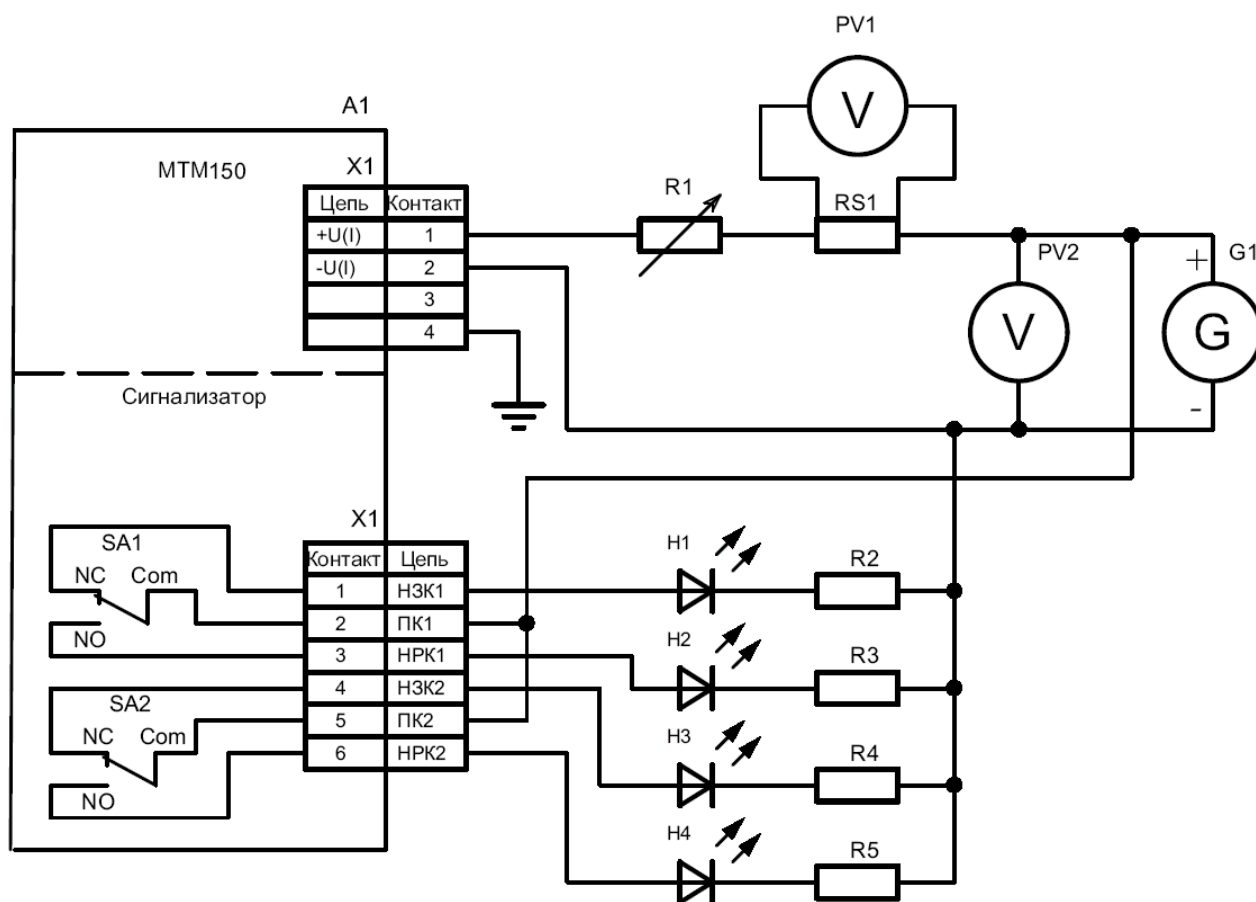 PV1
V
A1
МТМ150
X1
R1
RS1
Цепь Контакт
+U(I) 1
-U(I) 2
3
4
PV2
G1
+
V
G
-
Сигнализатор
X1
SA1
NC Com
NO
Контакт Цепь
1 НЗК1
2 ПК1
3 НРК1
4 НЗК2
5 ПК2
6 НРК2
SA2
NC Com
NO
H1
R2
H2
R3
H3
R4
H4
R5